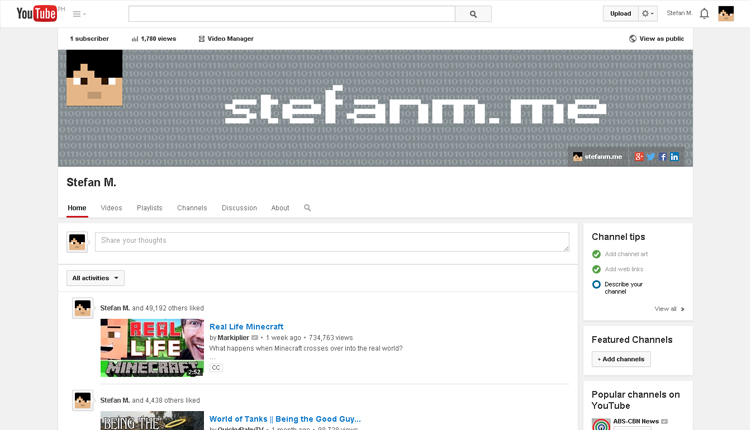 YouTube PH
Upload
Stefan M.
1 subscriber
1,780 views
Video Manager
View as public
stefanm.me
stefanm.me
Stefan M.
Home
Videos
Playlists
Channels
Discussion
About
Share your thoughts
All activities
Stefan M. and 49,192 others liked
REAL LIFE MINECRAFT
2:52
Real Life Minecraft
by Markiplier • 1 week ago • 734,763 views
What happens when Minecraft crosses over into the real world?
...
CC
Stefan M. and 4,438 others liked
BEING THE
World of Tanks || Being the Good Guy...
by QuickyBabyTV • 1 month ago • 98,728 views
Channel tips
Add channel art
Add web links
Describe your
channel
View all
Featured Channels
+ Add channels
Popular channels on
YouTube
ABS-CBN News